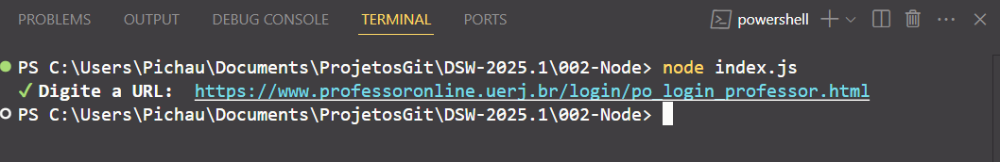 PROBLEMS OUTPUT DEBUG CONSOLE TERMINAL PORTS powershell
PS C:\Users\Pichau\Documents\ProjetosGit\DSW-2025.1\002-Node> node index.js
✓ Digite a URL: https://www.professoronline.uerj.br/login/po_login_professor.html
PS C:\Users\Pichau\Documents\ProjetosGit\DSW-2025.1\002-Node>